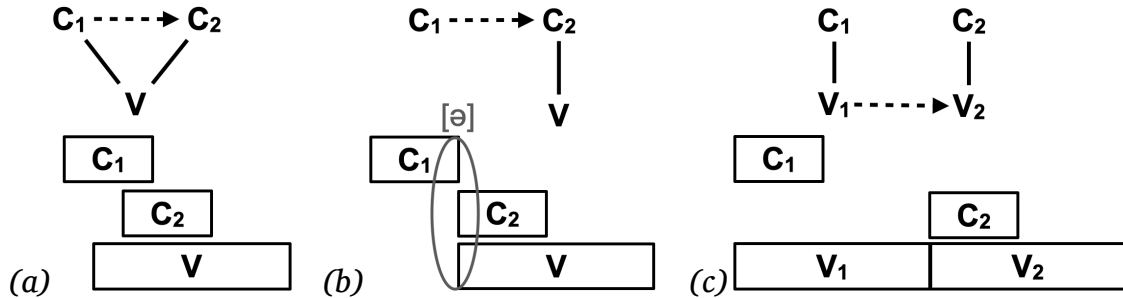 C₁ C₂ C₁ C₂ C₁ C₂
V V V₁ V₂
[ə]
C₁ C₁ C₁
C₂ C₂ C₂
(a) V (b) V (c) V₁ V₂